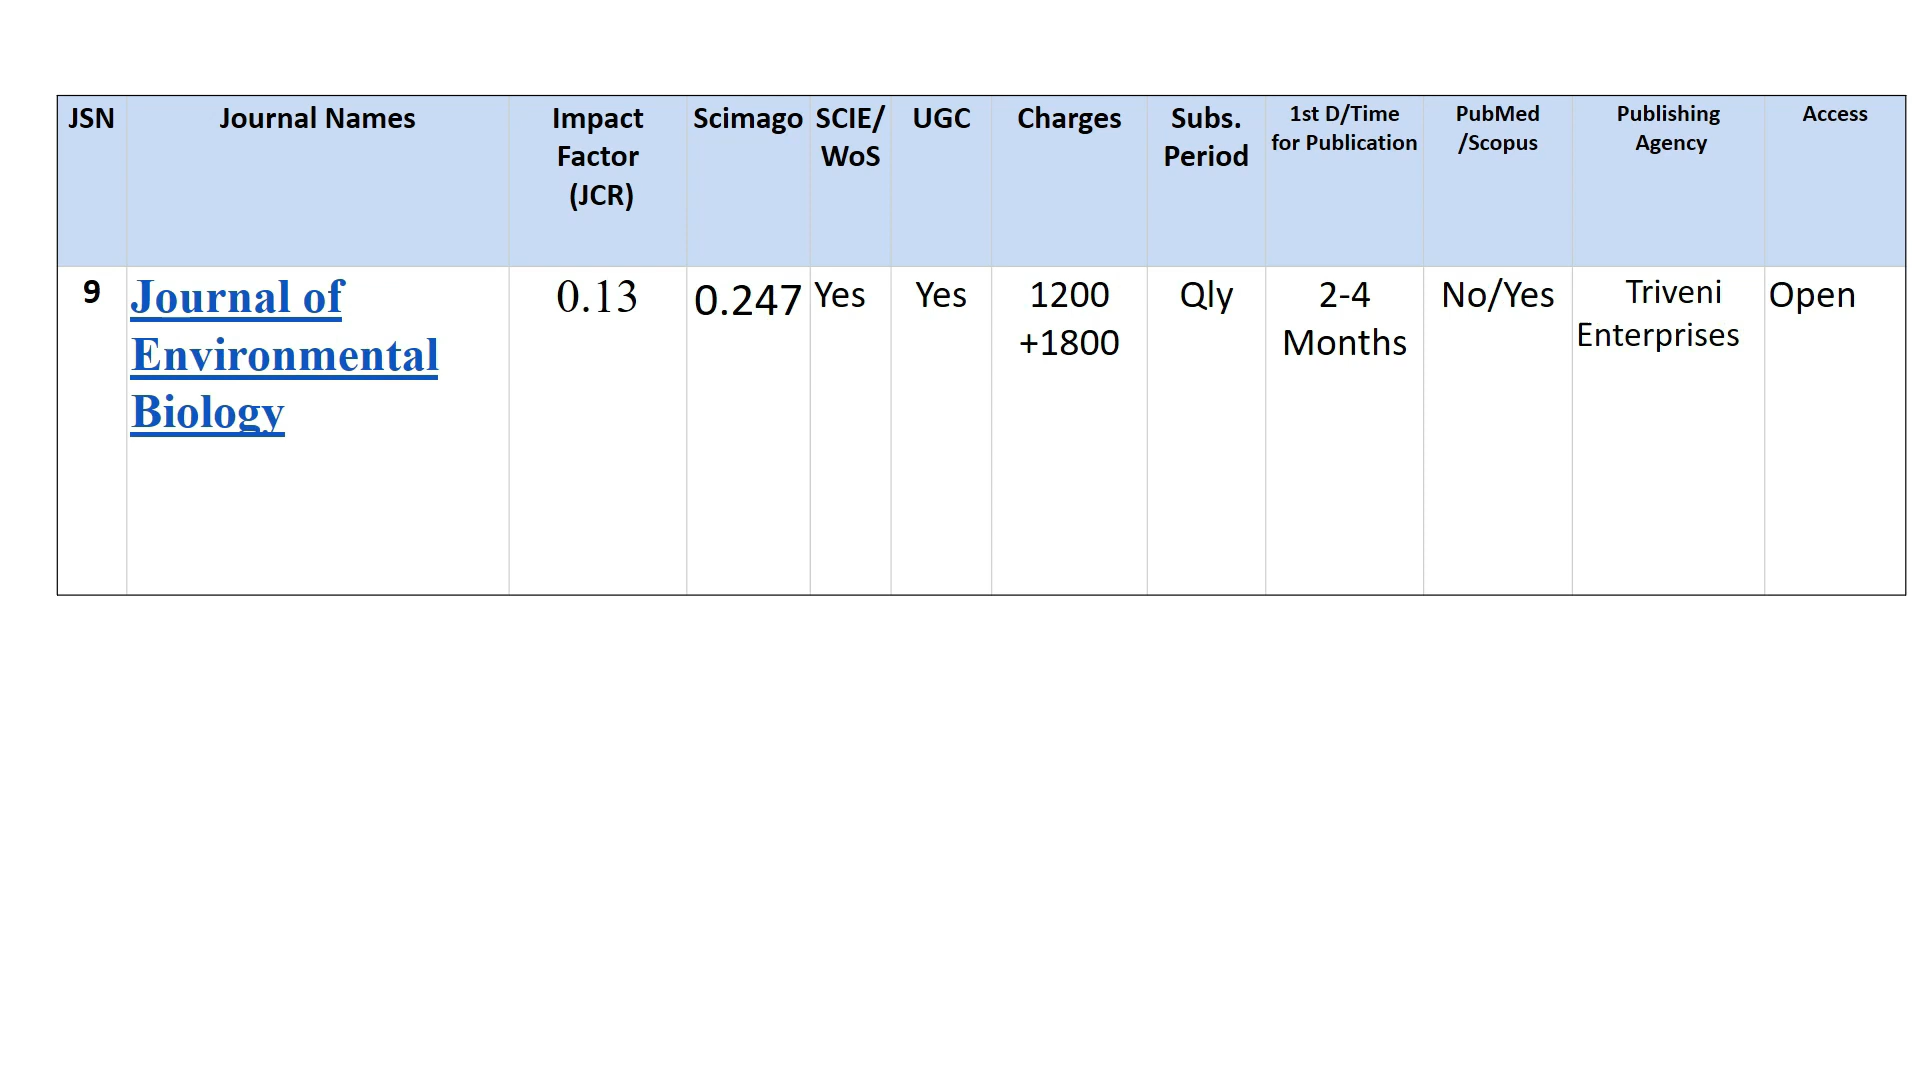 JSN
Journal Names
Impact
Factor
(JCR)
Scimago
SCIE/
WoS
UGC
Charges
Subs.
Period
1st D/Time
for Publication
PubMed
/Scopus
Publishing
Agency
Access
9
Journal of
Environmental
Biology
0.13
0.247
Yes
Yes
1200
+1800
Qly
2-4
Months
No/Yes
Triveni
Enterprises
Open